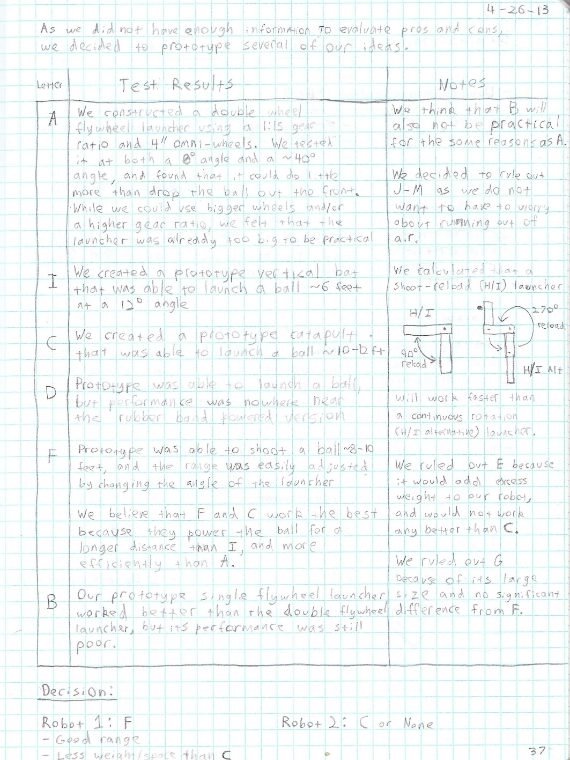 4-26-13
As we did not have enough information to evaluate pros and cons,
we decided to prototype several of our ideas.
Letter
Test Results
Notes
A
We constructed a double wheel
flywheel launcher using a 1:15 gear
ratio and 4" omni-wheels. We tested
it at both a 0° angle and a ~40°
angle, and found that it could do little
more than drop the ball out the front.
While we could use bigger wheels and/or
a higher gear ratio, we felt that the
launcher was already too big to be practical
We think that B will
also not be practical
for the same reasons as A.
We decided to rule out
J-M as we do not
want to have to worry
about running out of
air.
I
We created a prototype vertical bat
that was able to launch a ball ~6 feet
at a 12° angle
We calculated that a
shoot-reload (H/I) launcher
H/I
90°
reload
270°
reload
H/I Alt
C
We created a prototype catapult
that was able to launch a ball ~10-12ft
D
Prototype was able to launch a ball,
but performance was nowhere near
the rubber band powered version
will work faster than
a continuous rotation
(H/I alternative) launcher.
F
Prototype was able to shoot a ball ~8-10
feet, and the range was easily adjusted
by changing the angle of the launcher
We believe that F and C work the best
because they power the ball for a
longer distance than I, and more
efficiently than A.
We ruled out E because
it would add excess
weight to our robot,
and would not work
any better than C.
We ruled out G
because of its large
size and no significant
difference from F.
B
Our prototype single flywheel launcher
worked better than the double flywheel
launcher, but its performance was still
poor.
Decision:
Robot 1: F
- Good range
- Less weight/space than C
Robot 2: C or None
37